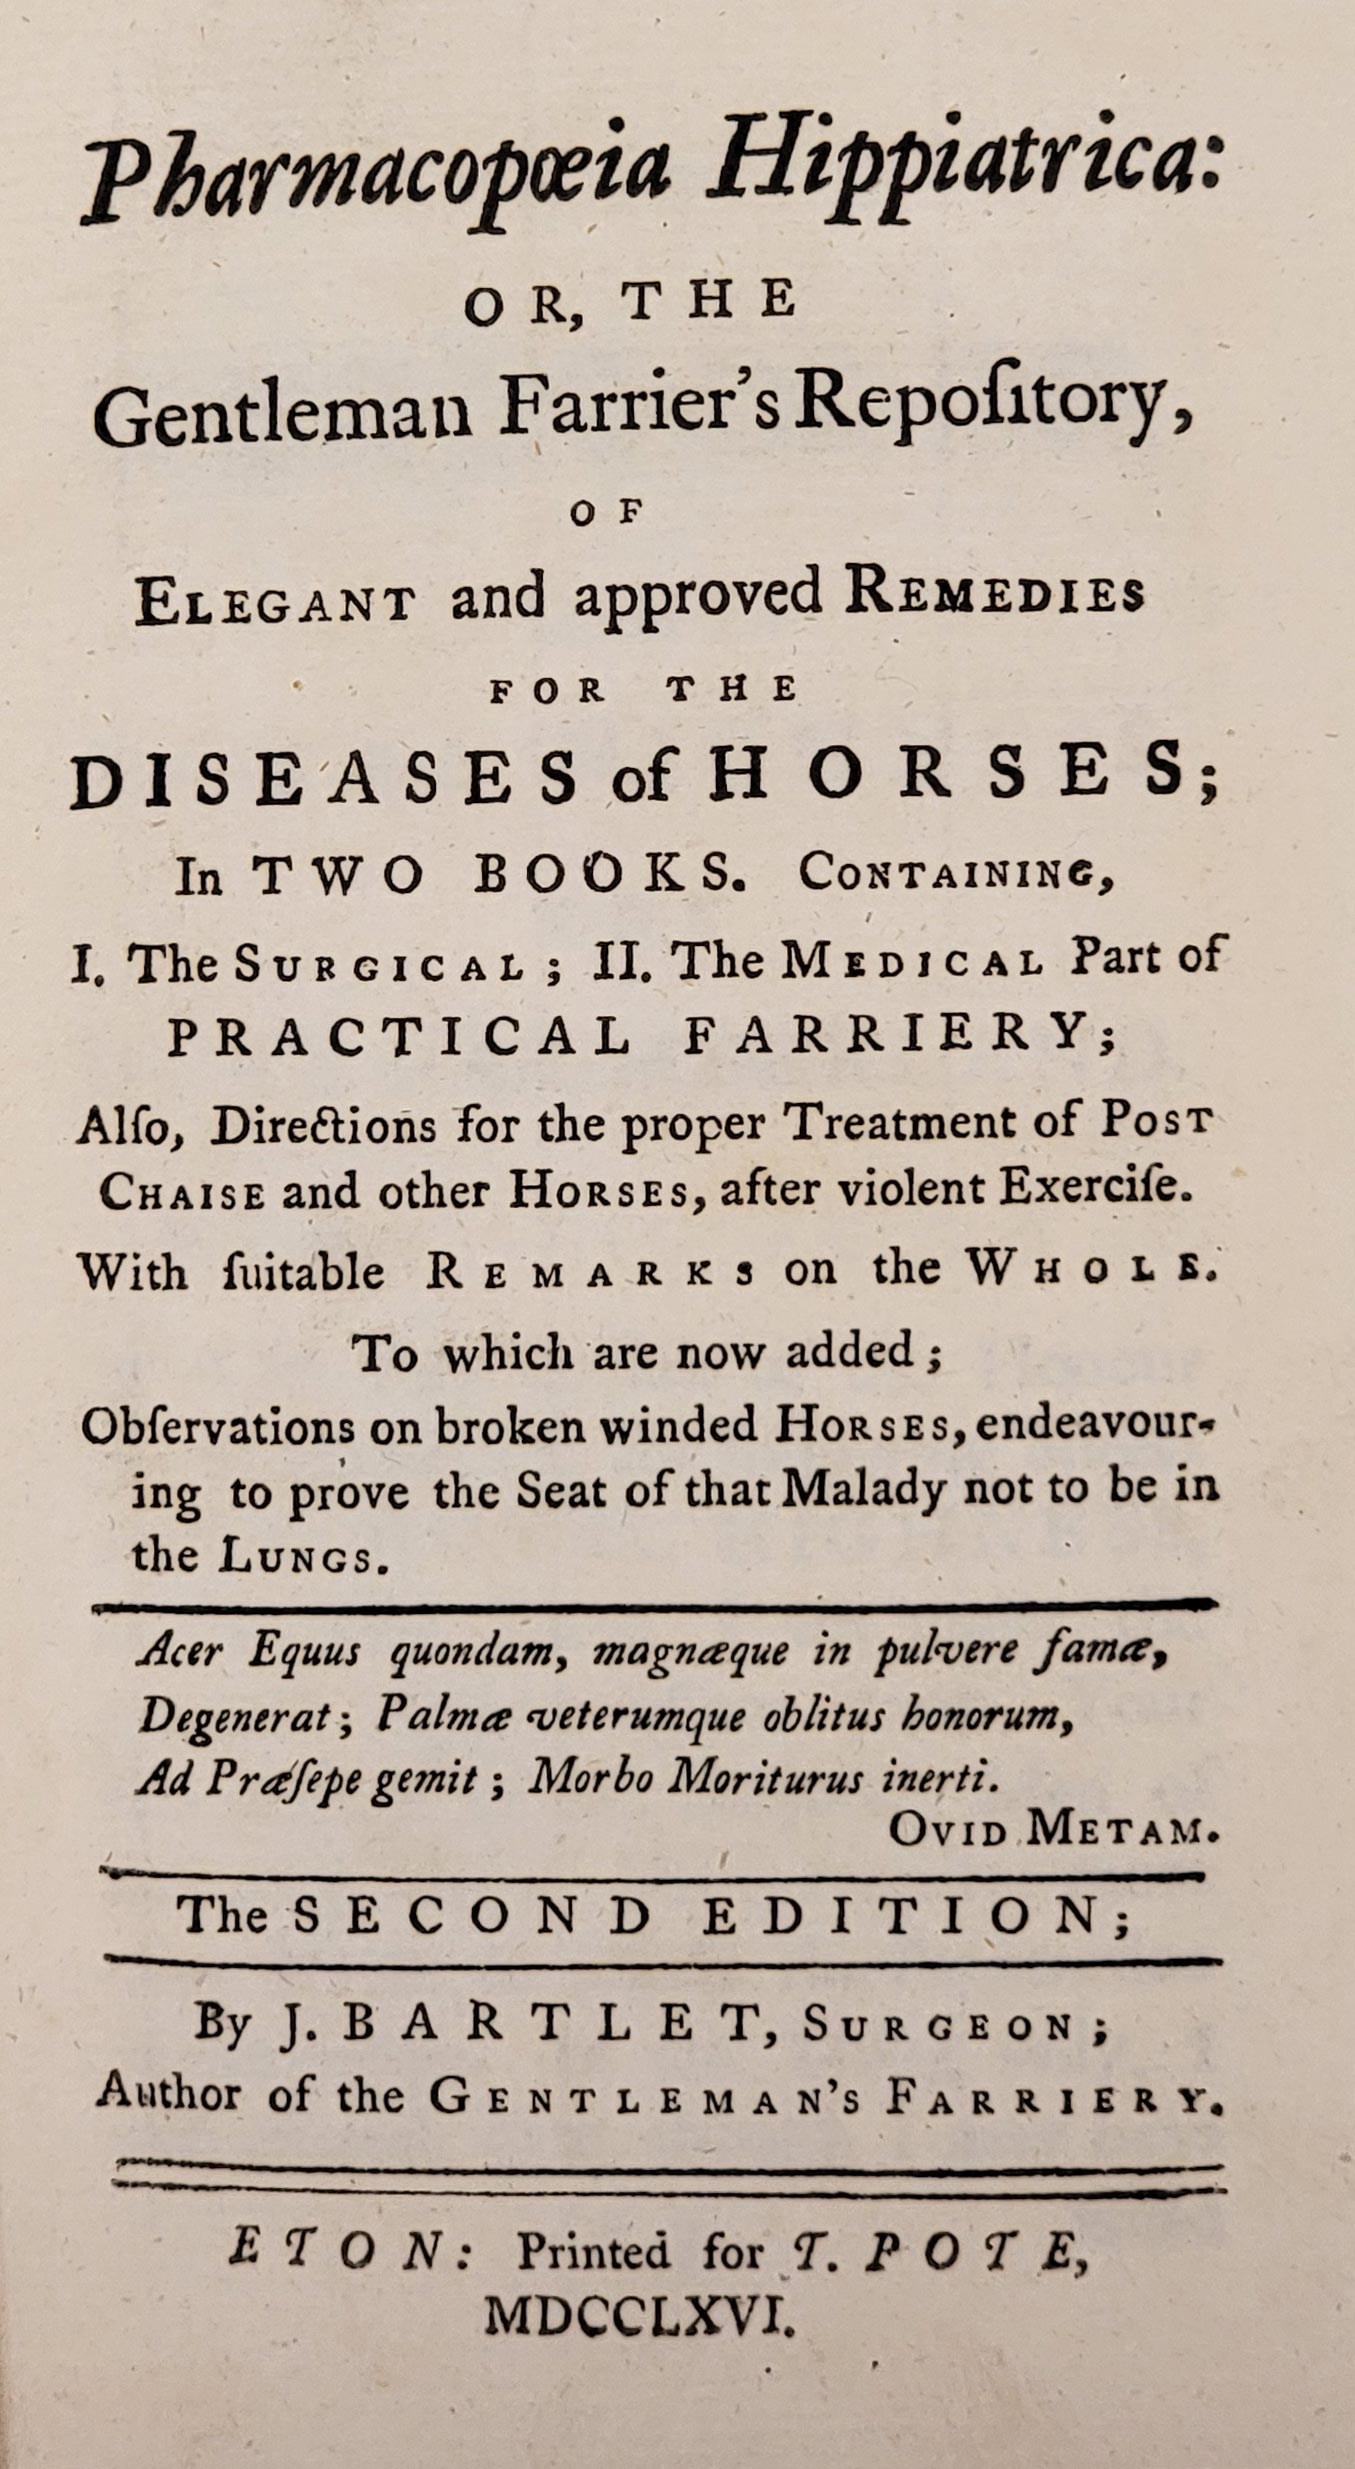 Pharmacopœia Hippiatrica:
OR, THE
Gentleman Farrier's Repoſitory,
OF
ELEGANT and approved REMEDIES
FOR THE
DISEASES of HORSES;
In TWO BOOKS. CONTAINING,
I. The SURGICAL; II. The MEDICAL Part of
PRACTICAL FARRIERY;
Alſo, Directions for the proper Treatment of POST
CHAISE and other HORSES, after violent Exerciſe.
With ſuitable REMARKS on the WHOLE.
To which are now added;
Obſervations on broken winded HORSES, endeavour-
ing to prove the Seat of that Malady not to be in
the LUNGS.
Acer Equus quondam, magnæque in pulvere famæ,
Degenerat; Palmæ veterumque oblitus honorum,
Ad Præſepe gemit; Morbo Moriturus inerti.
OVID METAM.
The SECOND EDITION;
By J. BARTLET, SURGEON;
Author of the GENTLEMAN'S FARRIERY.
ETON: Printed for T. POTE,
MDCCLXVI.